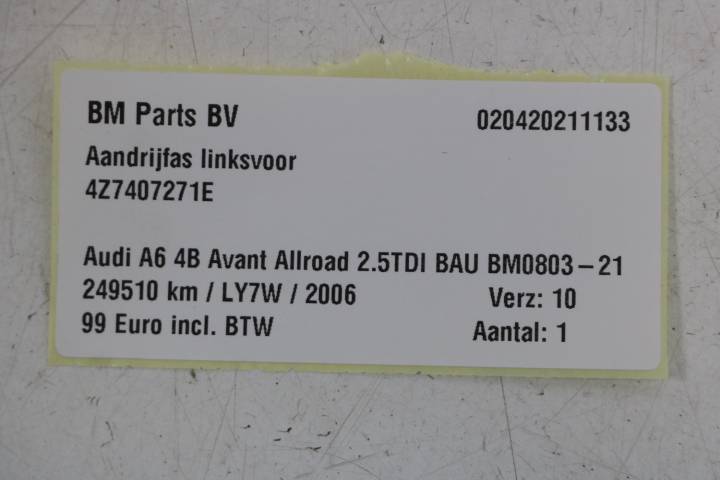 BM Parts BV 020420211133
Aandrijfas linksvoor
4Z7407271E
Audi A6 4B Avant Allroad 2.5TDI BAU BM0803-21
249510 km / LY7W / 2006 Verz: 10
99 Euro incl. BTW Aantal: 1